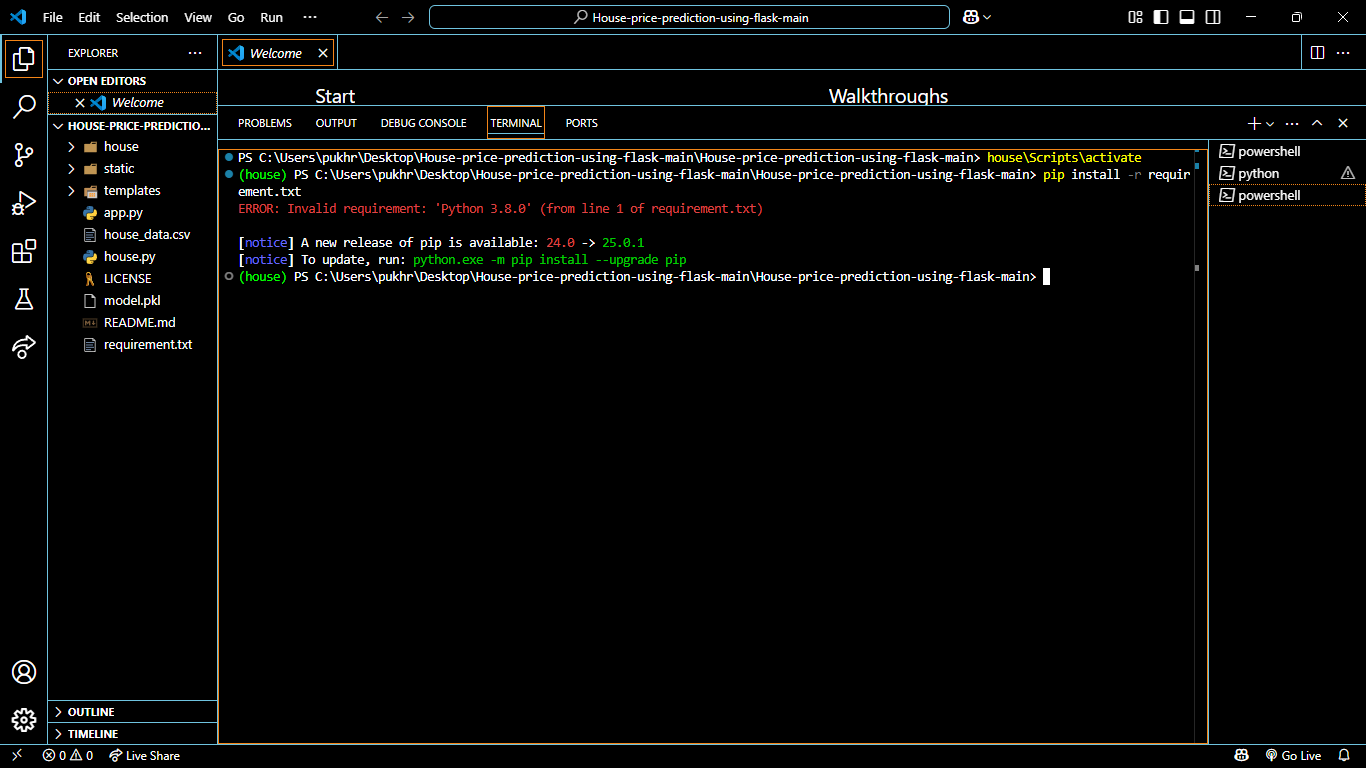 File Edit Selection View Go Run ··· House-price-prediction-using-flask-main
EXPLORER ···
OPEN EDITORS
Welcome
HOUSE-PRICE-PREDICTIO...
house
static
templates
app.py
house_data.csv
house.py
LICENSE
model.pkl
README.md
requirement.txt
OUTLINE
TIMELINE
Welcome
Start Walkthroughs
PROBLEMS OUTPUT DEBUG CONSOLE TERMINAL PORTS
PS C:\Users\pukhr\Desktop\House-price-prediction-using-flask-main\House-price-prediction-using-flask-main> house\Scripts\activate
(house) PS C:\Users\pukhr\Desktop\House-price-prediction-using-flask-main\House-price-prediction-using-flask-main> pip install -r requir
ement.txt
ERROR: Invalid requirement: 'Python 3.8.0' (from line 1 of requirement.txt)
[notice] A new release of pip is available: 24.0 -> 25.0.1
[notice] To update, run: python.exe -m pip install --upgrade pip
(house) PS C:\Users\pukhr\Desktop\House-price-prediction-using-flask-main\House-price-prediction-using-flask-main>
powershell
python
powershell
0 0 Live Share Go Live